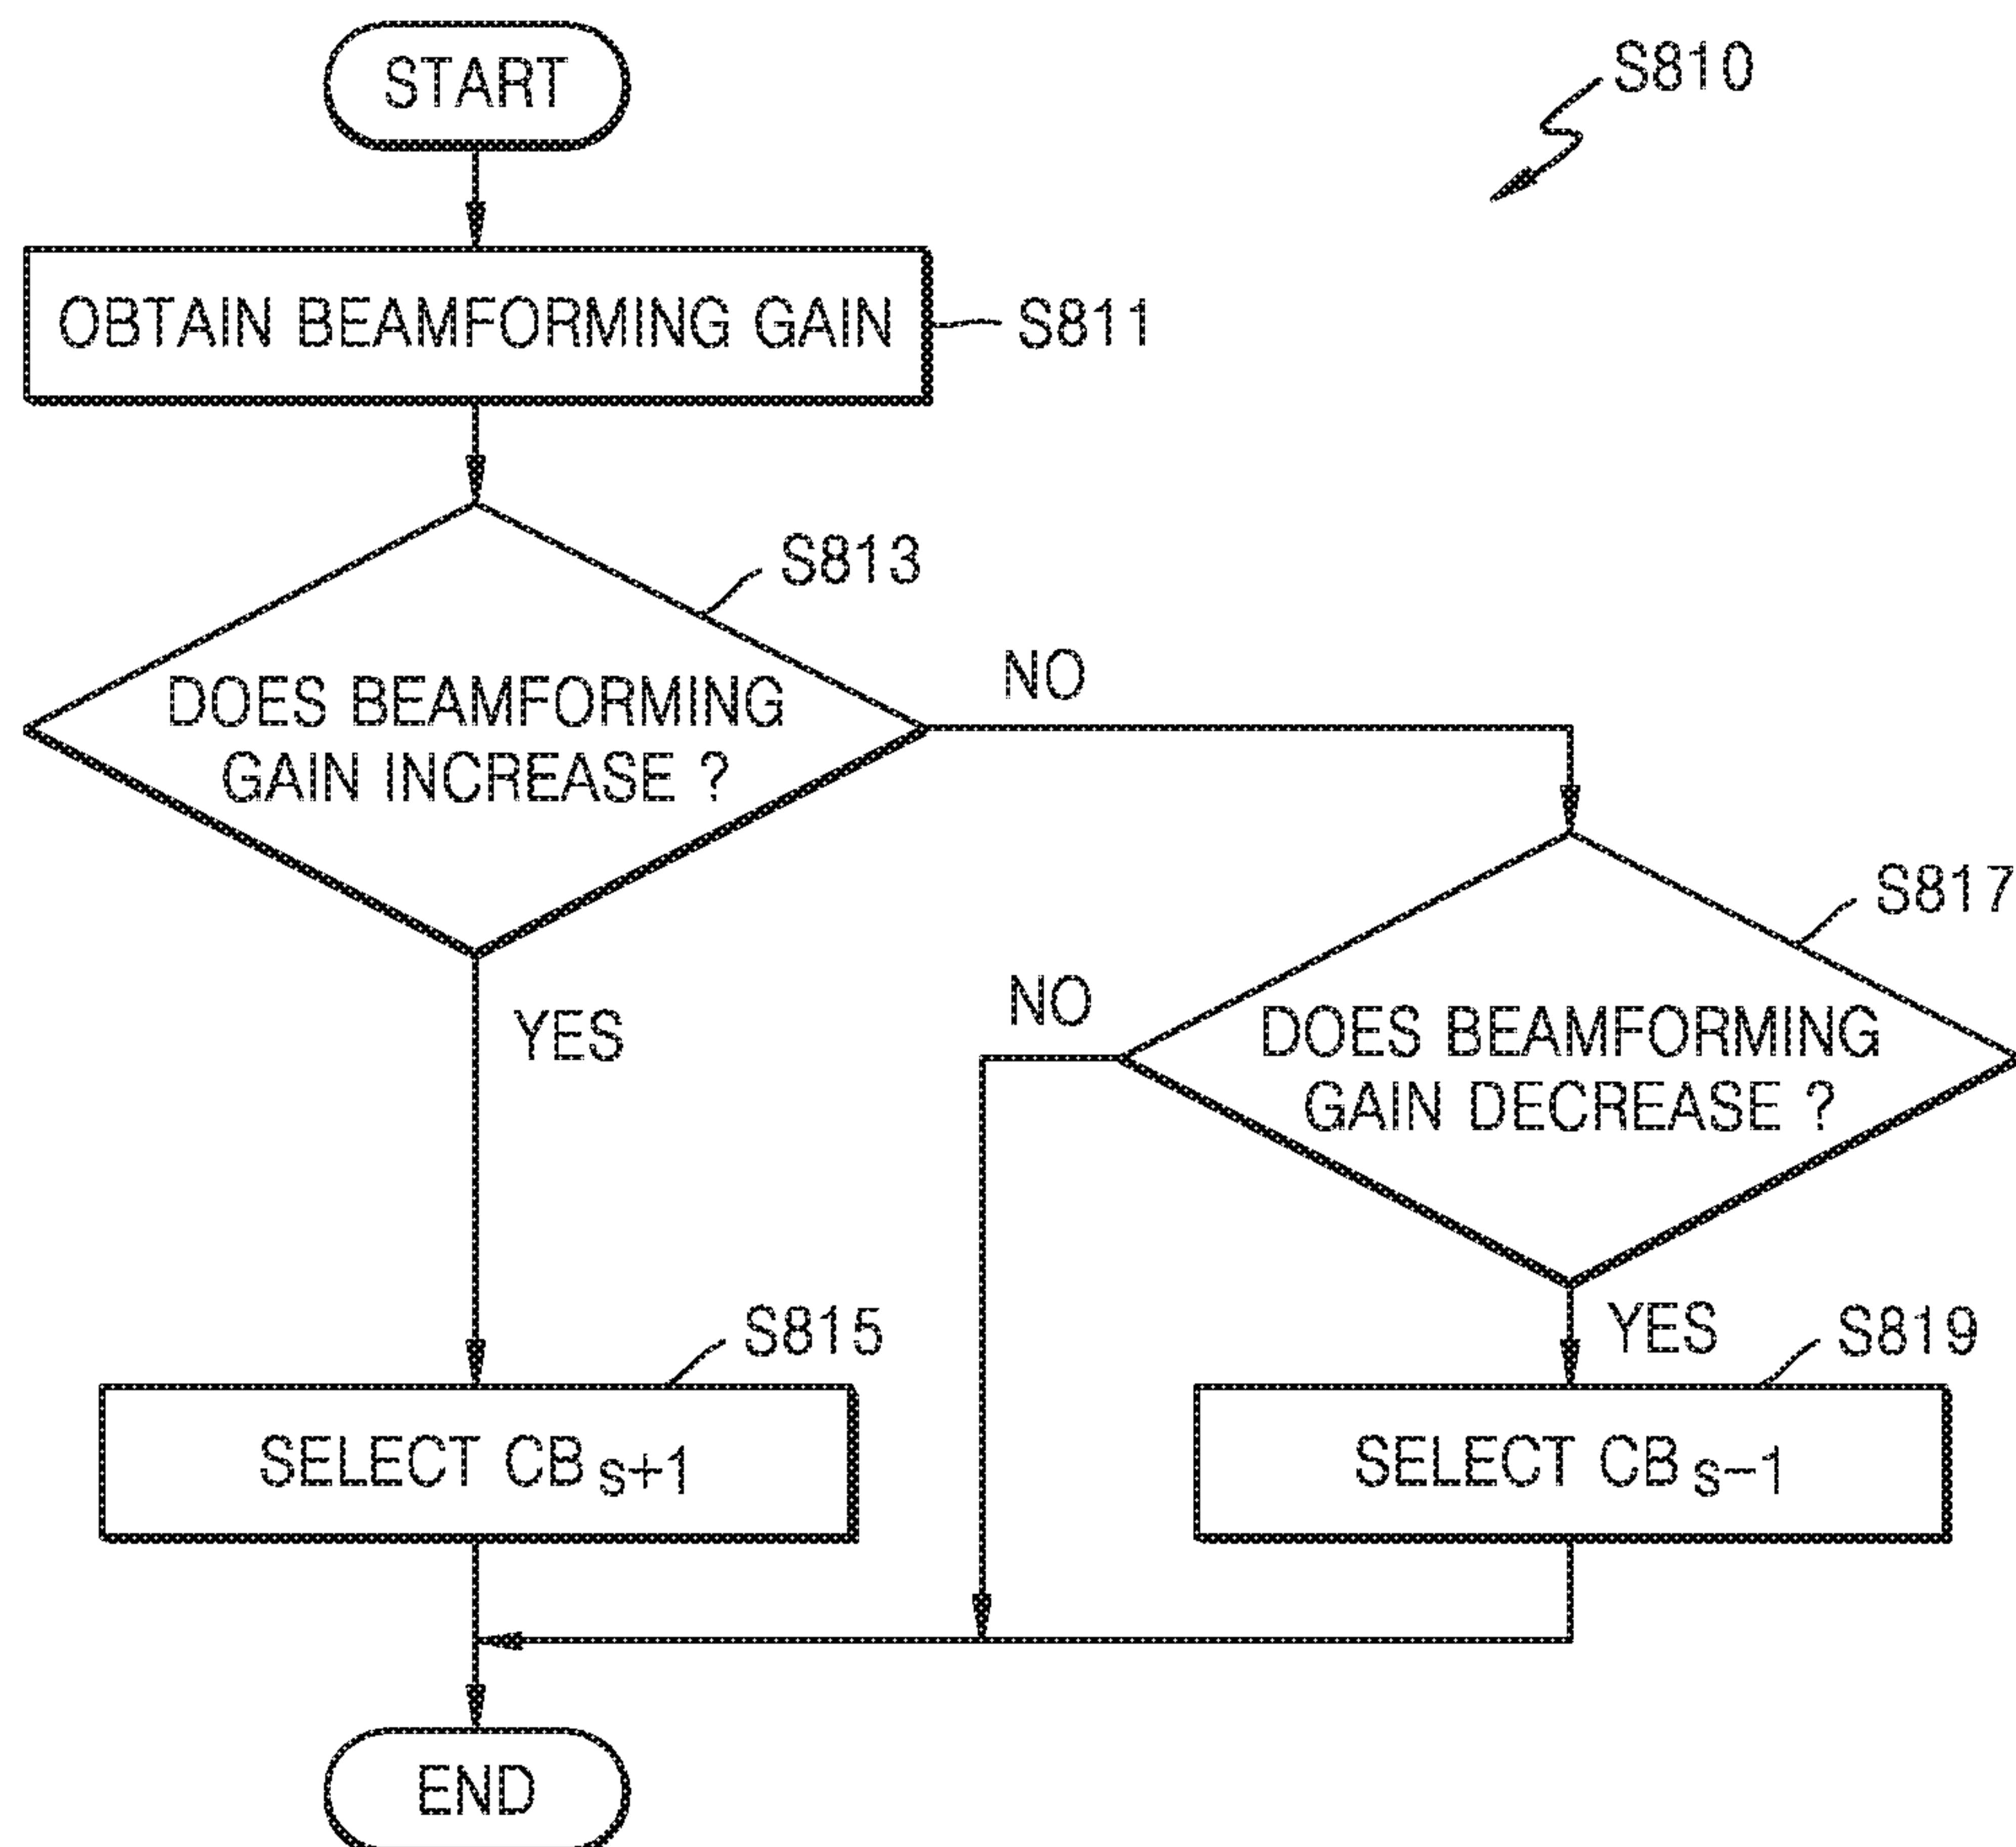 START
S810
OBTAIN BEAMFORMING GAIN
S811
S813
DOES BEAMFORMING
GAIN INCREASE ?
NO
YES
S817
NO
DOES BEAMFORMING
GAIN DECREASE ?
YES
S815
SELECT CBs+1
S819
SELECT CBs−1
END